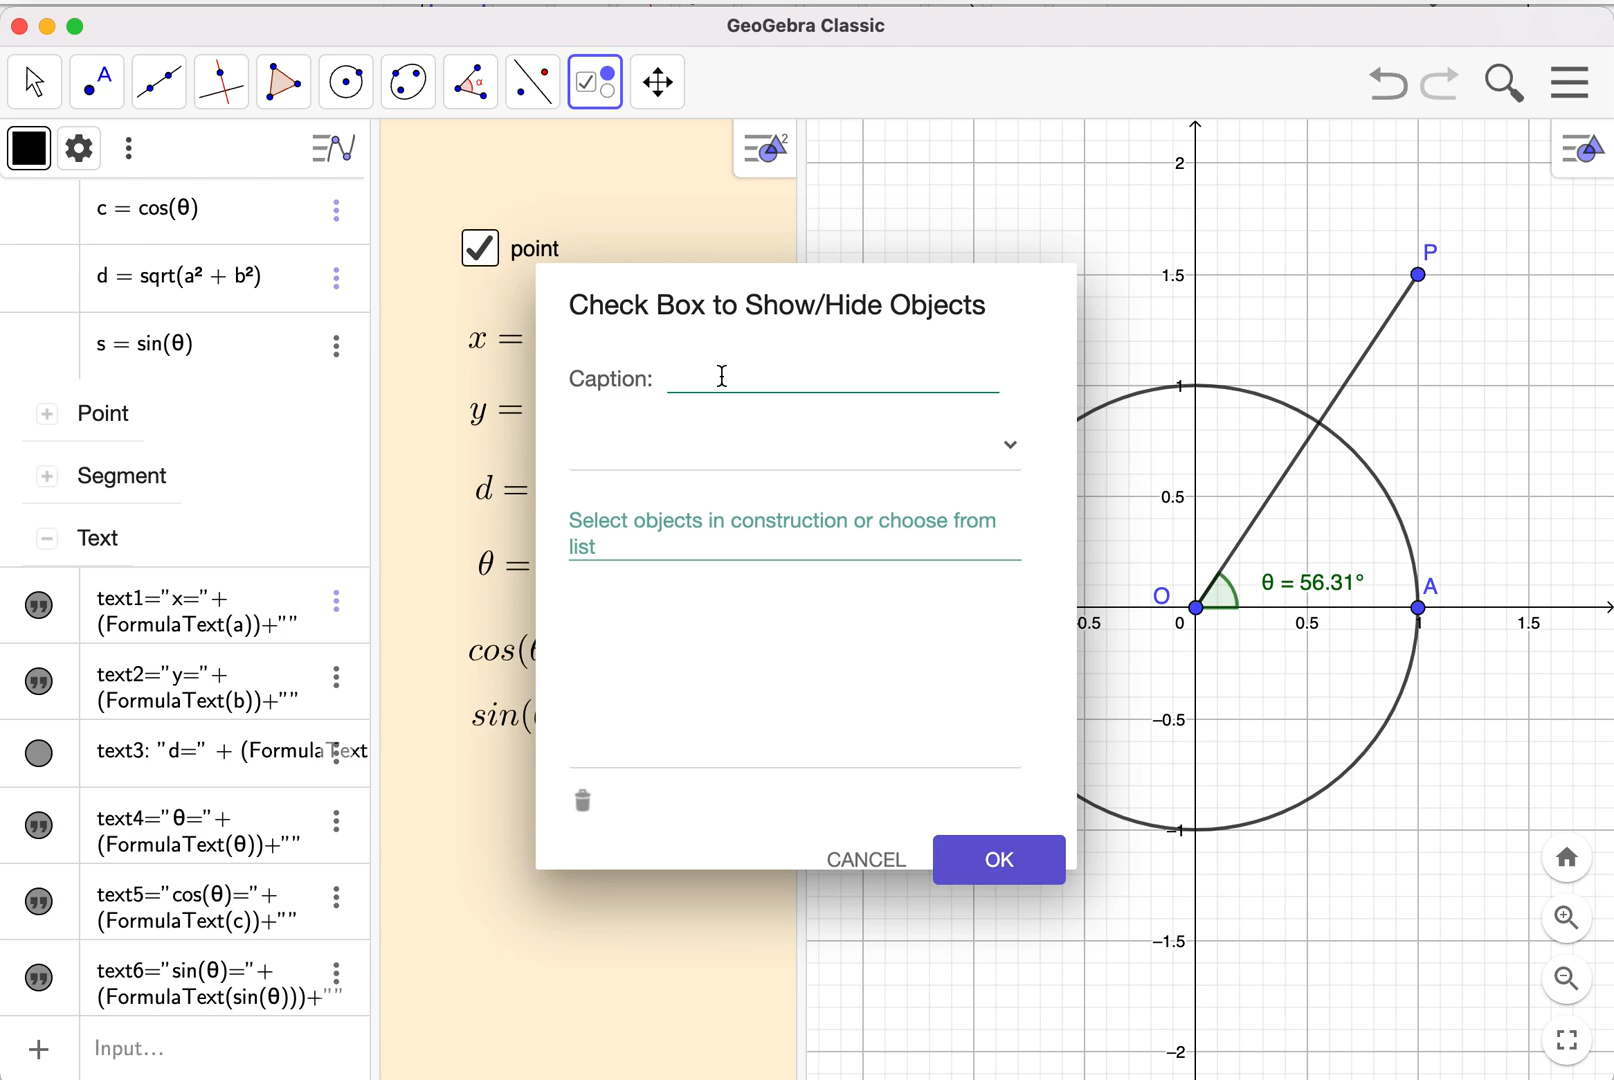 GeoGebra Classic
A
α
2
c = cos(θ)
d = sqrt(a² + b²)
s = sin(θ)
Point
Segment
Text
text1="x="+
(FormulaText(a))+""
text2="y="+
(FormulaText(b))+""
text3: "d=" + (FormulaText
text4="θ="+
(FormulaText(θ))+""
text5="cos(θ)="+
(FormulaText(c))+""
text6="sin(θ)="+
(FormulaText(sin(θ)))+""
Input...
point
x =
y =
d =
θ =
cos(
sin(
Check Box to Show/Hide Objects
Caption:
Select objects in construction or choose from
list
CANCEL
OK
2
1.5
1
0.5
-0.5
-1
-1.5
-2
0.5
0
0.5
1
1.5
P
O
θ = 56.31°
A